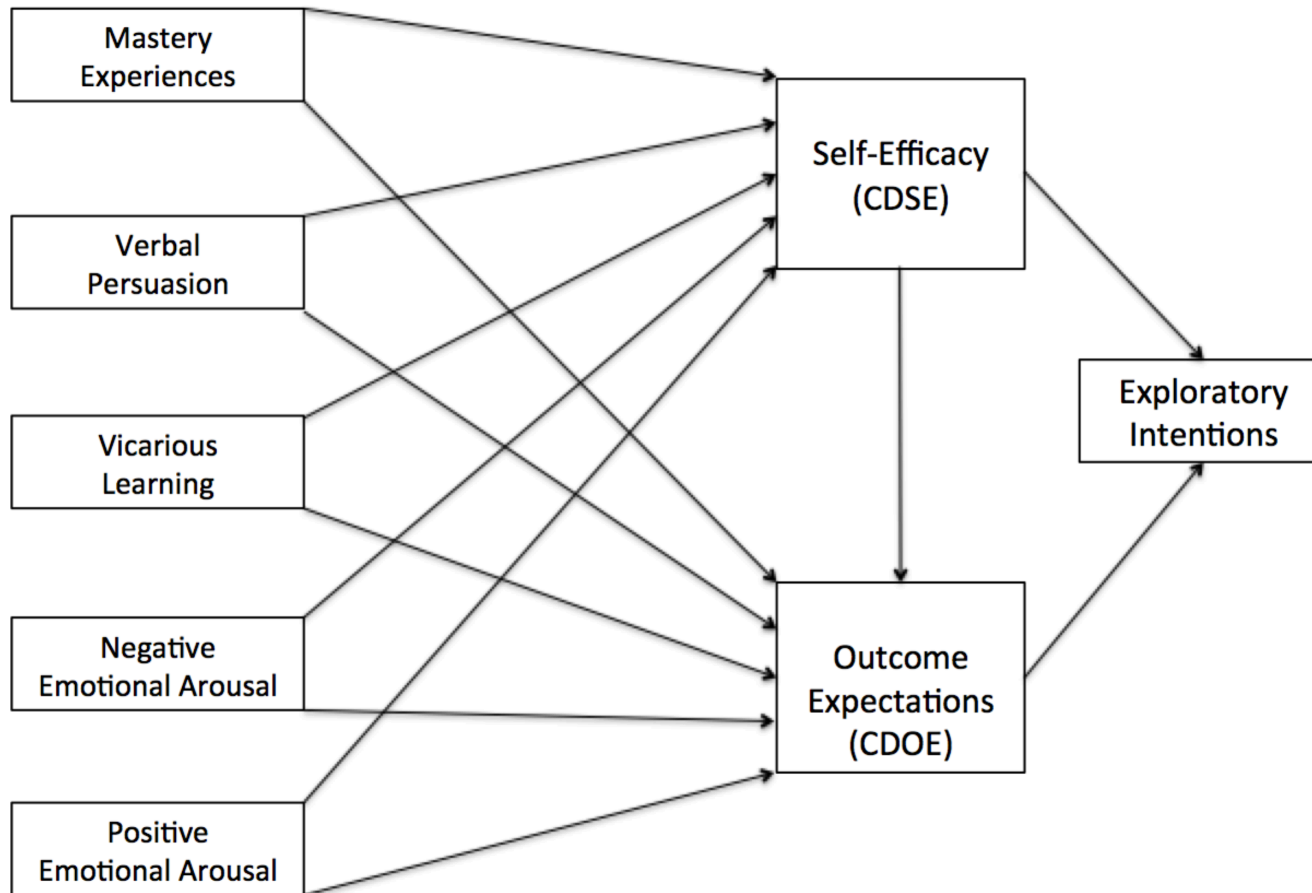 Mastery
Experiences
Verbal
Persuasion
Vicarious
Learning
Negative
Emotional Arousal
Positive
Emotional Arousal
Self-Efficacy
(CDSE)
Outcome
Expectations
(CDOE)
Exploratory
Intentions